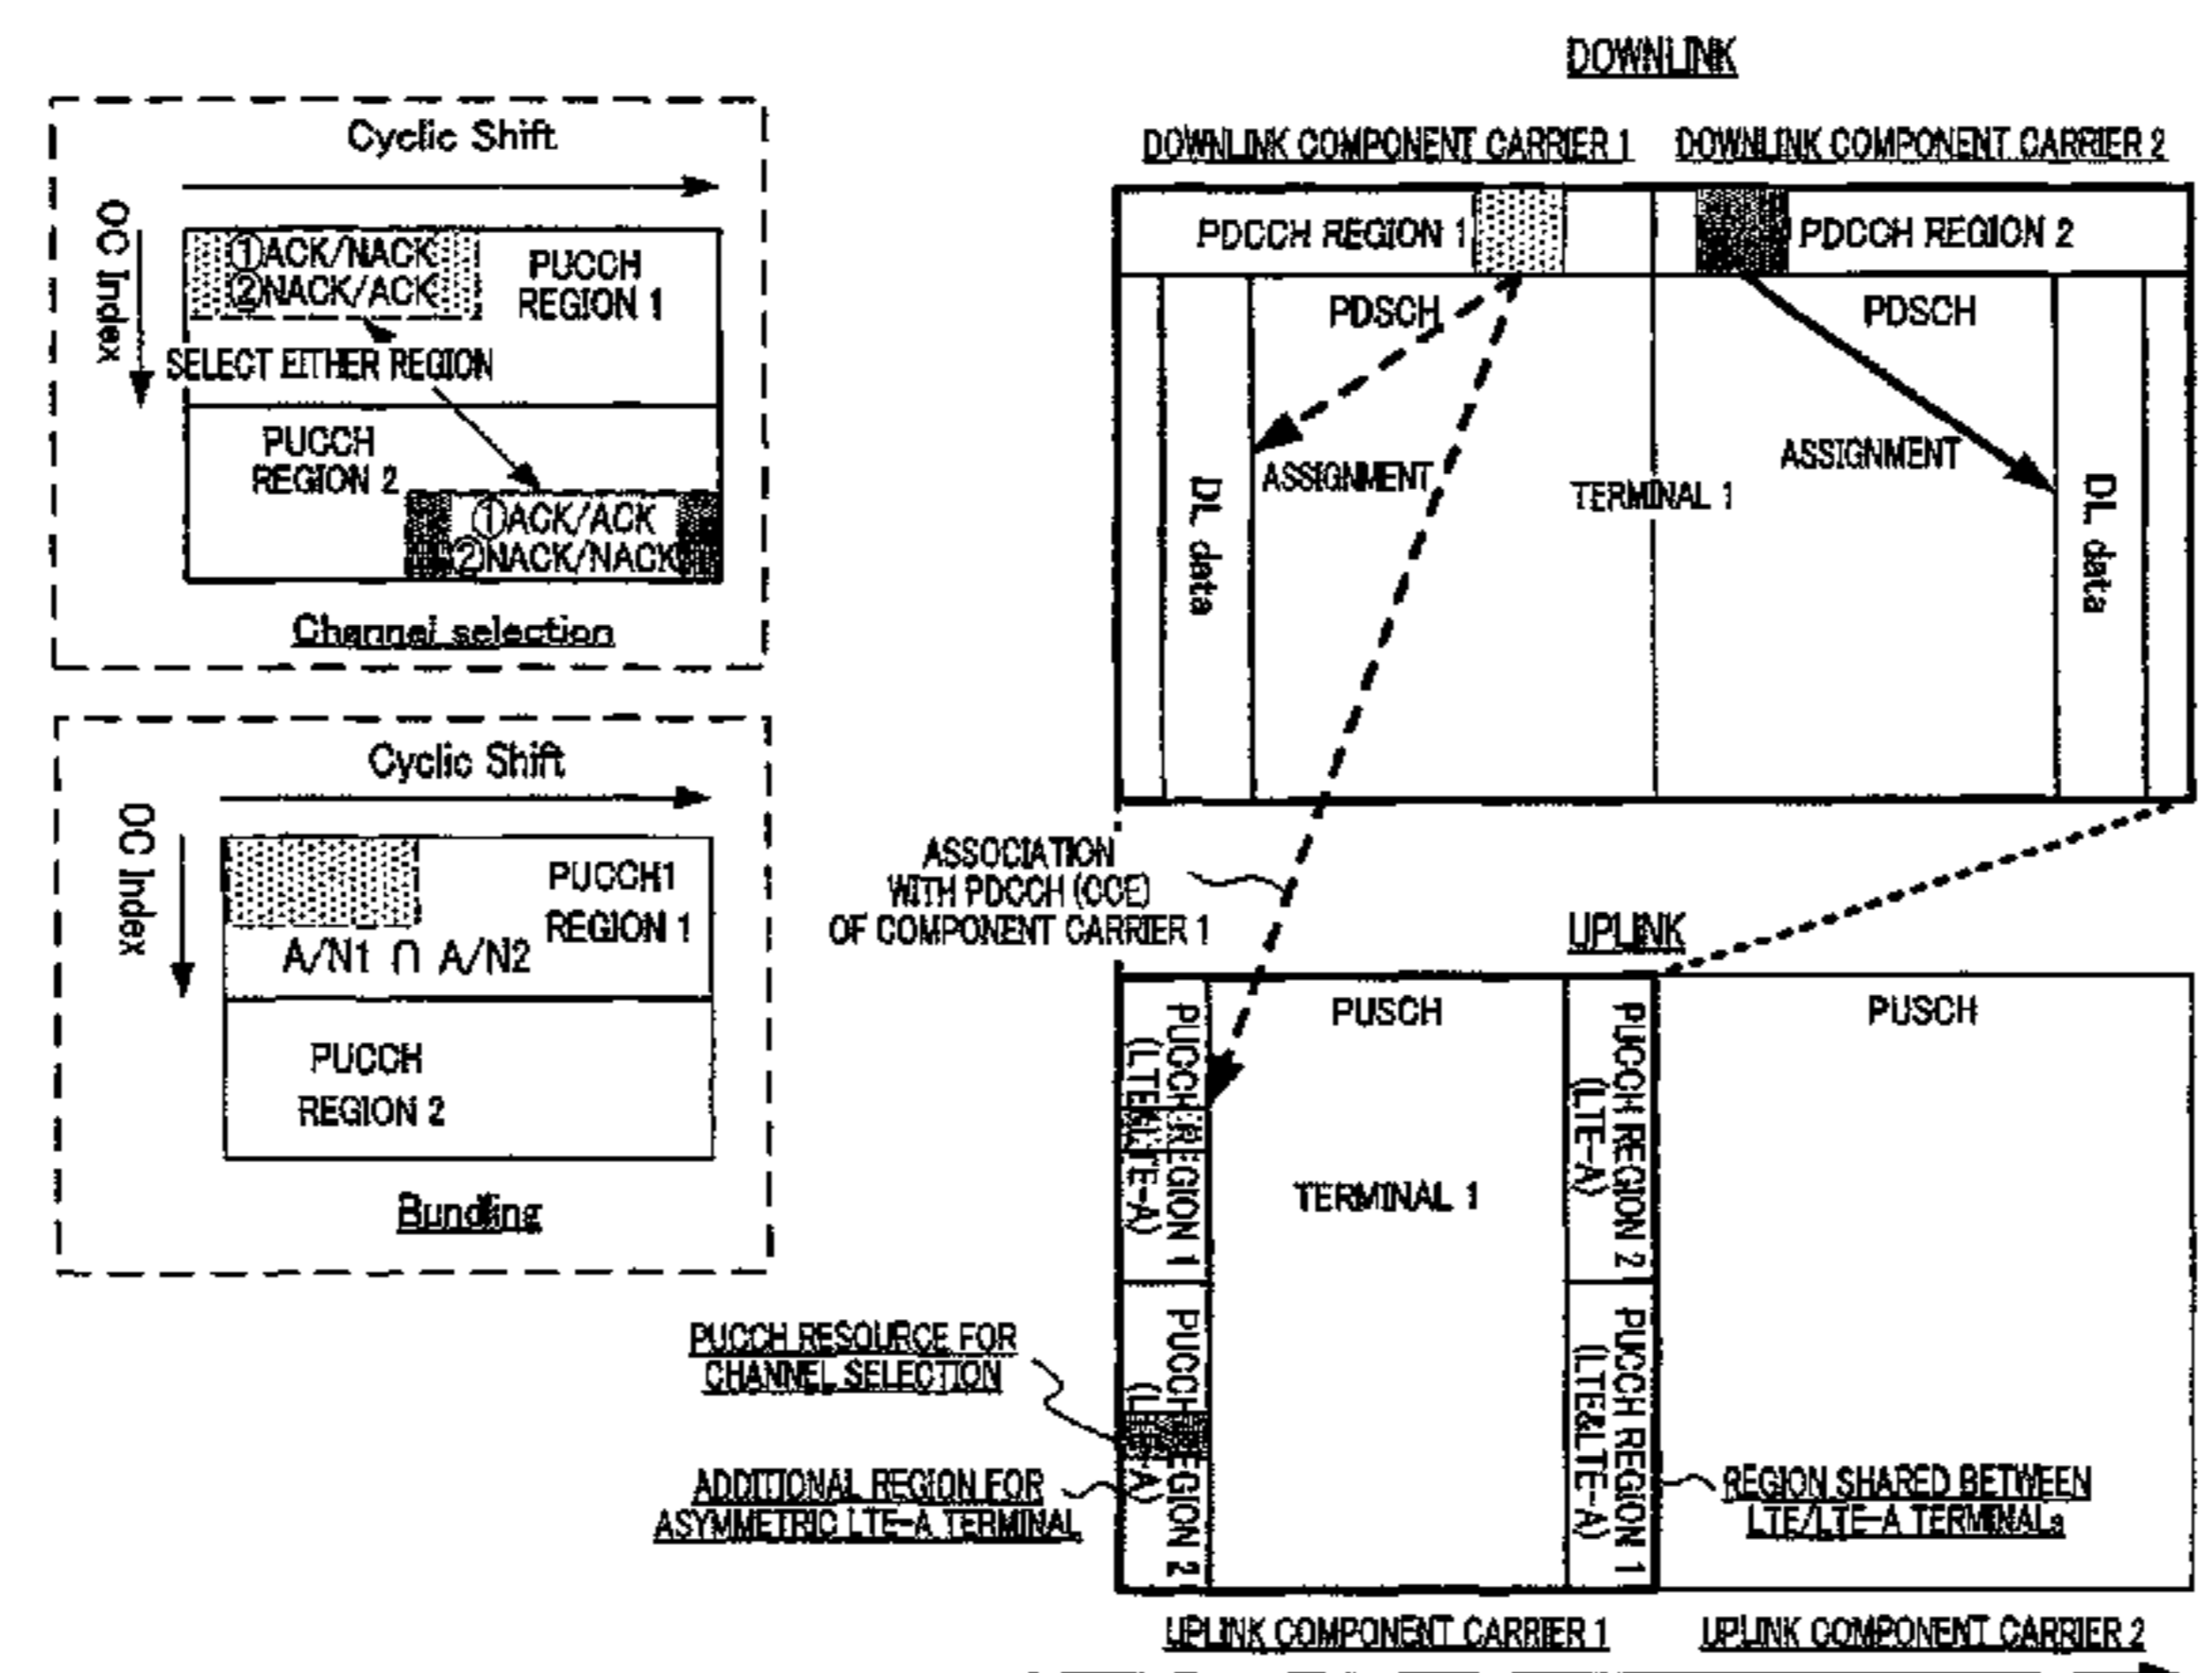 DOWNLINK
DOWNLINK COMPONENT CARRIER 1
DOWNLINK COMPONENT CARRIER 2
PDCCH REGION 1
PDCCH REGION 2
PDSCH
PDSCH
ASSIGNMENT
ASSIGNMENT
TERMINAL 1
DL data
DL data
Cyclic Shift
OC Index
①ACK/NACK
②NACK/ACK
PUCCH
REGION 1
SELECT EITHER REGION
PUCCH
REGION 2
①ACK/ACK
②NACK/NACK
Channel selection
Cyclic Shift
OC Index
PUCCH1
REGION 1
A/N1 ∩ A/N2
PUCCH
REGION 2
Bundling
ASSOCIATION
WITH PDCCH (CCE)
OF COMPONENT CARRIER 1
UPLINK
PUCCH REGION 1
(LTE&LTE-A)
PUSCH
TERMINAL 1
PUCCH REGION 2
(LTE-A)
PUSCH
PUCCH REGION 2
PUCCH REGION 1
(LTE&LTE-A)
PUCCH RESOURCE FOR
CHANNEL SELECTION
ADDITIONAL REGION FOR
ASYMMETRIC LTE-A TERMINAL
REGION SHARED BETWEEN
LTE/LTE-A TERMINALs
UPLINK COMPONENT CARRIER 1
UPLINK COMPONENT CARRIER 2